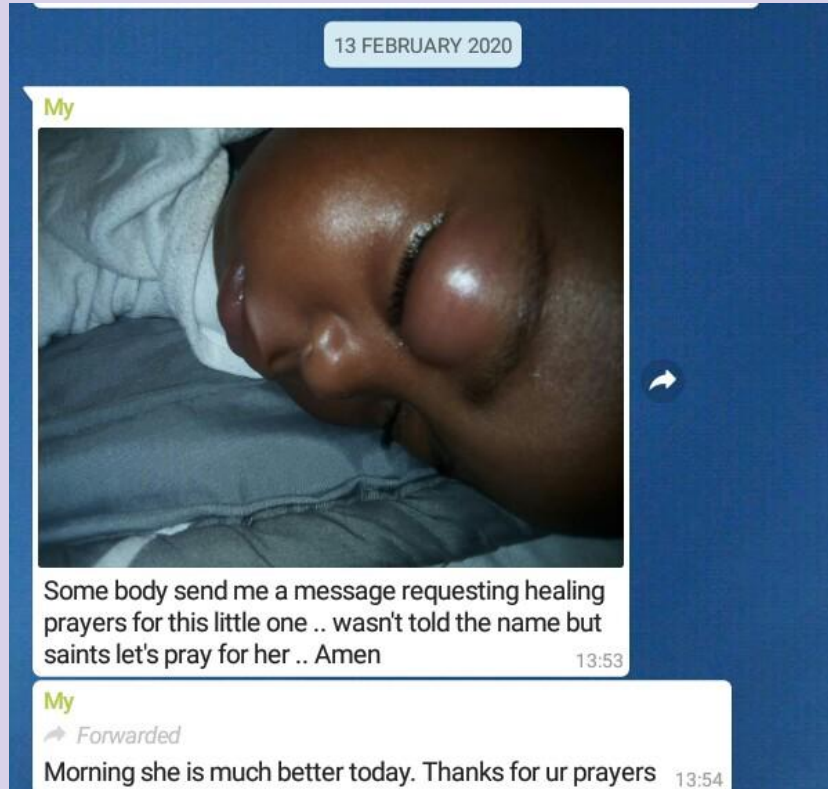 13 FEBRUARY 2020
My
Some body send me a message requesting healing
prayers for this little one .. wasn't told the name but
saints let's pray for her .. Amen
13:53
My
Forwarded
Morning she is much better today. Thanks for ur prayers
13:54